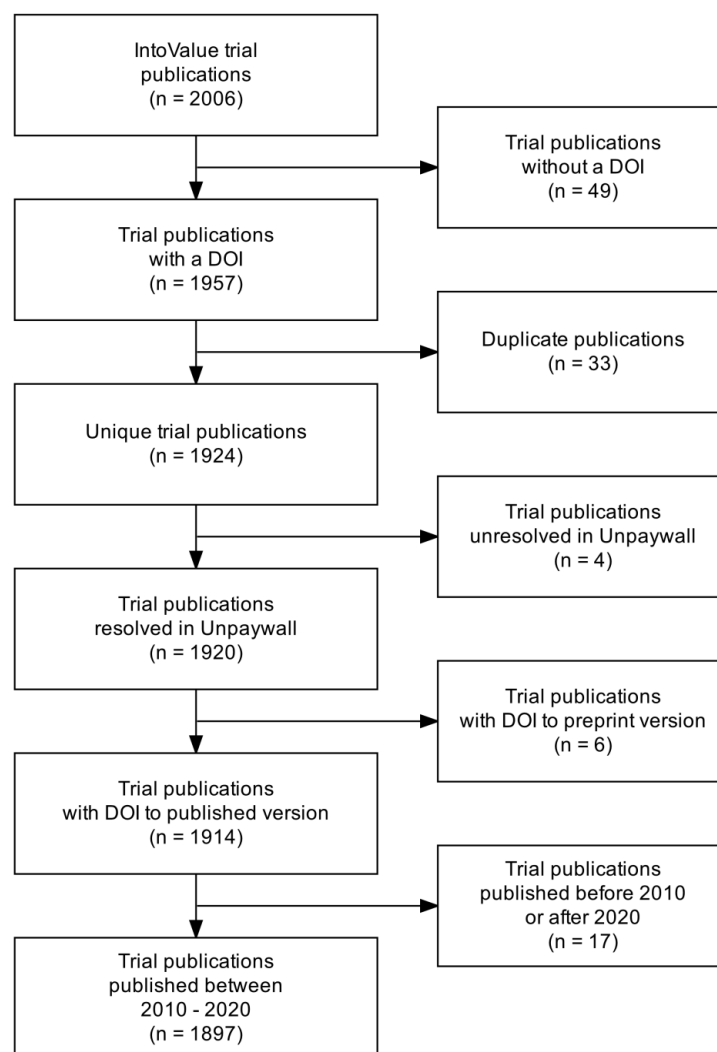 IntoValue trial
publications
(n = 2006)
Trial publications
without a DOI
(n = 49)
Trial publications
with a DOI
(n = 1957)
Duplicate publications
(n = 33)
Unique trial publications
(n = 1924)
Trial publications
unresolved in Unpaywall
(n = 4)
Trial publications
resolved in Unpaywall
(n = 1920)
Trial publications
with DOI to preprint version
(n = 6)
Trial publications
with DOI to published version
(n = 1914)
Trial publications
published before 2010
or after 2020
(n = 17)
Trial publications
published between
2010 - 2020
(n = 1897)